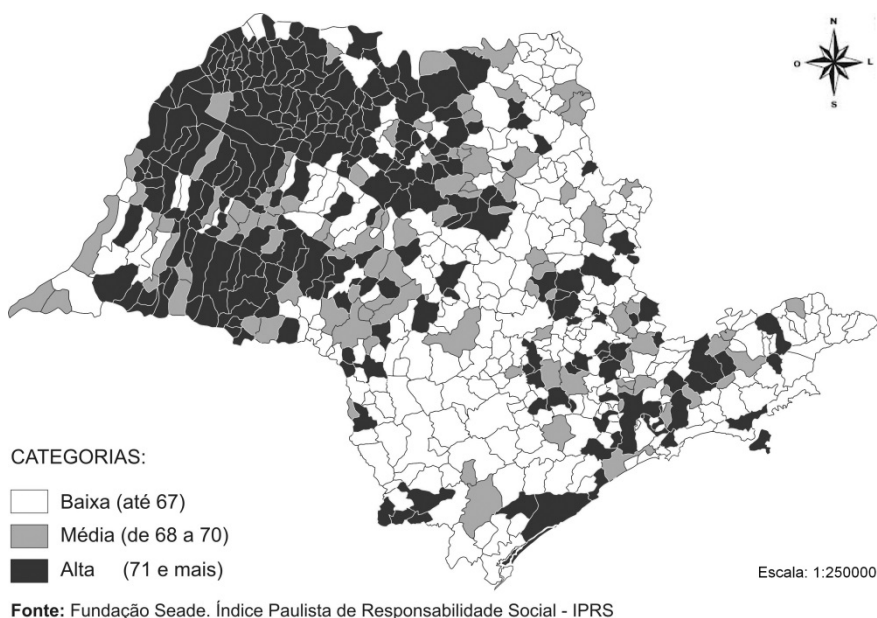 N
O
L
S
CATEGORIAS:
Baixa (até 67)
Média (de 68 a 70)
Alta (71 e mais)
Escala: 1:250000
Fonte: Fundação Seade. Índice Paulista de Responsabilidade Social - IPRS